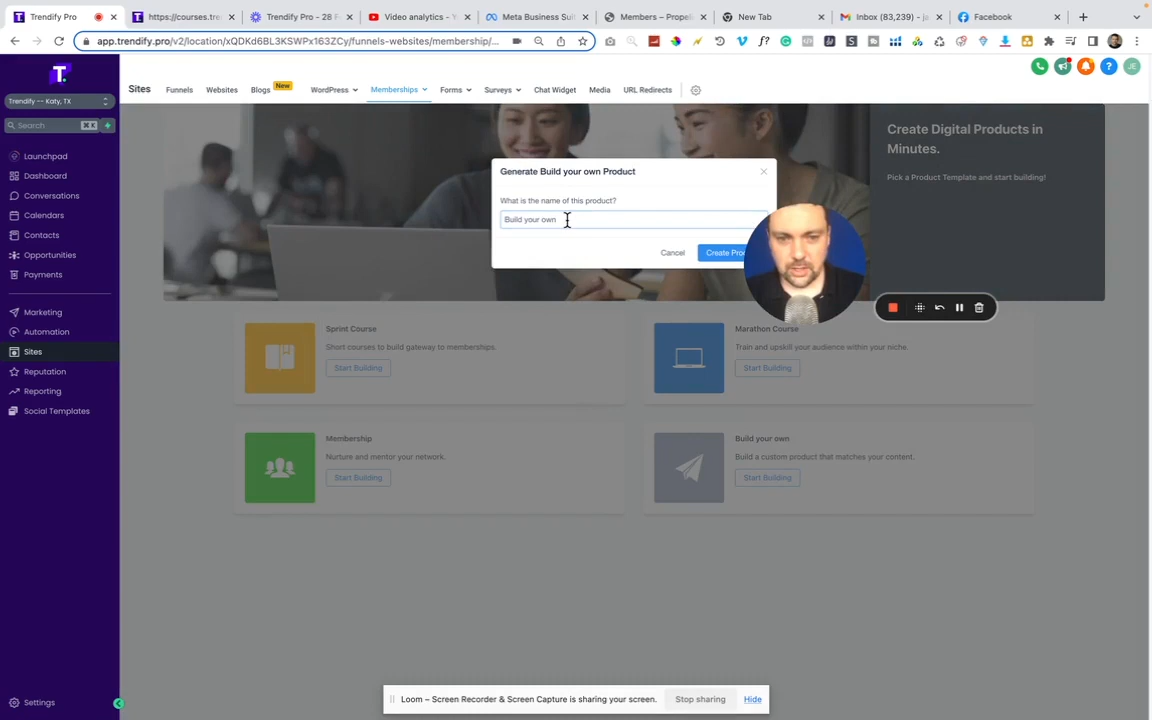 Trendify Pro
https://courses.tre
Trendify Pro - 28 F
Video analytics - Y
Meta Business Suit
Members – Propel
New Tab
Inbox (83,239) - ja
Facebook
app.trendify.pro/v2/location/xQDKd6BL3KSWPx163ZCy/funnels-websites/membership/...
Trendify -- Katy, TX
Search
⌘K
Launchpad
Dashboard
Conversations
Calendars
Contacts
Opportunities
Payments
Marketing
Automation
Sites
Reputation
Reporting
Social Templates
Settings
Sites
Funnels
Websites
Blogs
New
WordPress
Memberships
Forms
Surveys
Chat Widget
Media
URL Redirects
JE
Create Digital Products in
Minutes.
Pick a Product Template and start building!
Generate Build your own Product
What is the name of this product?
Build your own
Cancel
Create Pro
Sprint Course
Short courses to build gateway to memberships.
Start Building
Marathon Course
Train and upskill your audience within your niche.
Start Building
Membership
Nurture and mentor your network.
Start Building
Build your own
Build a custom product that matches your content.
Start Building
Loom – Screen Recorder & Screen Capture is sharing your screen.
Stop sharing
Hide